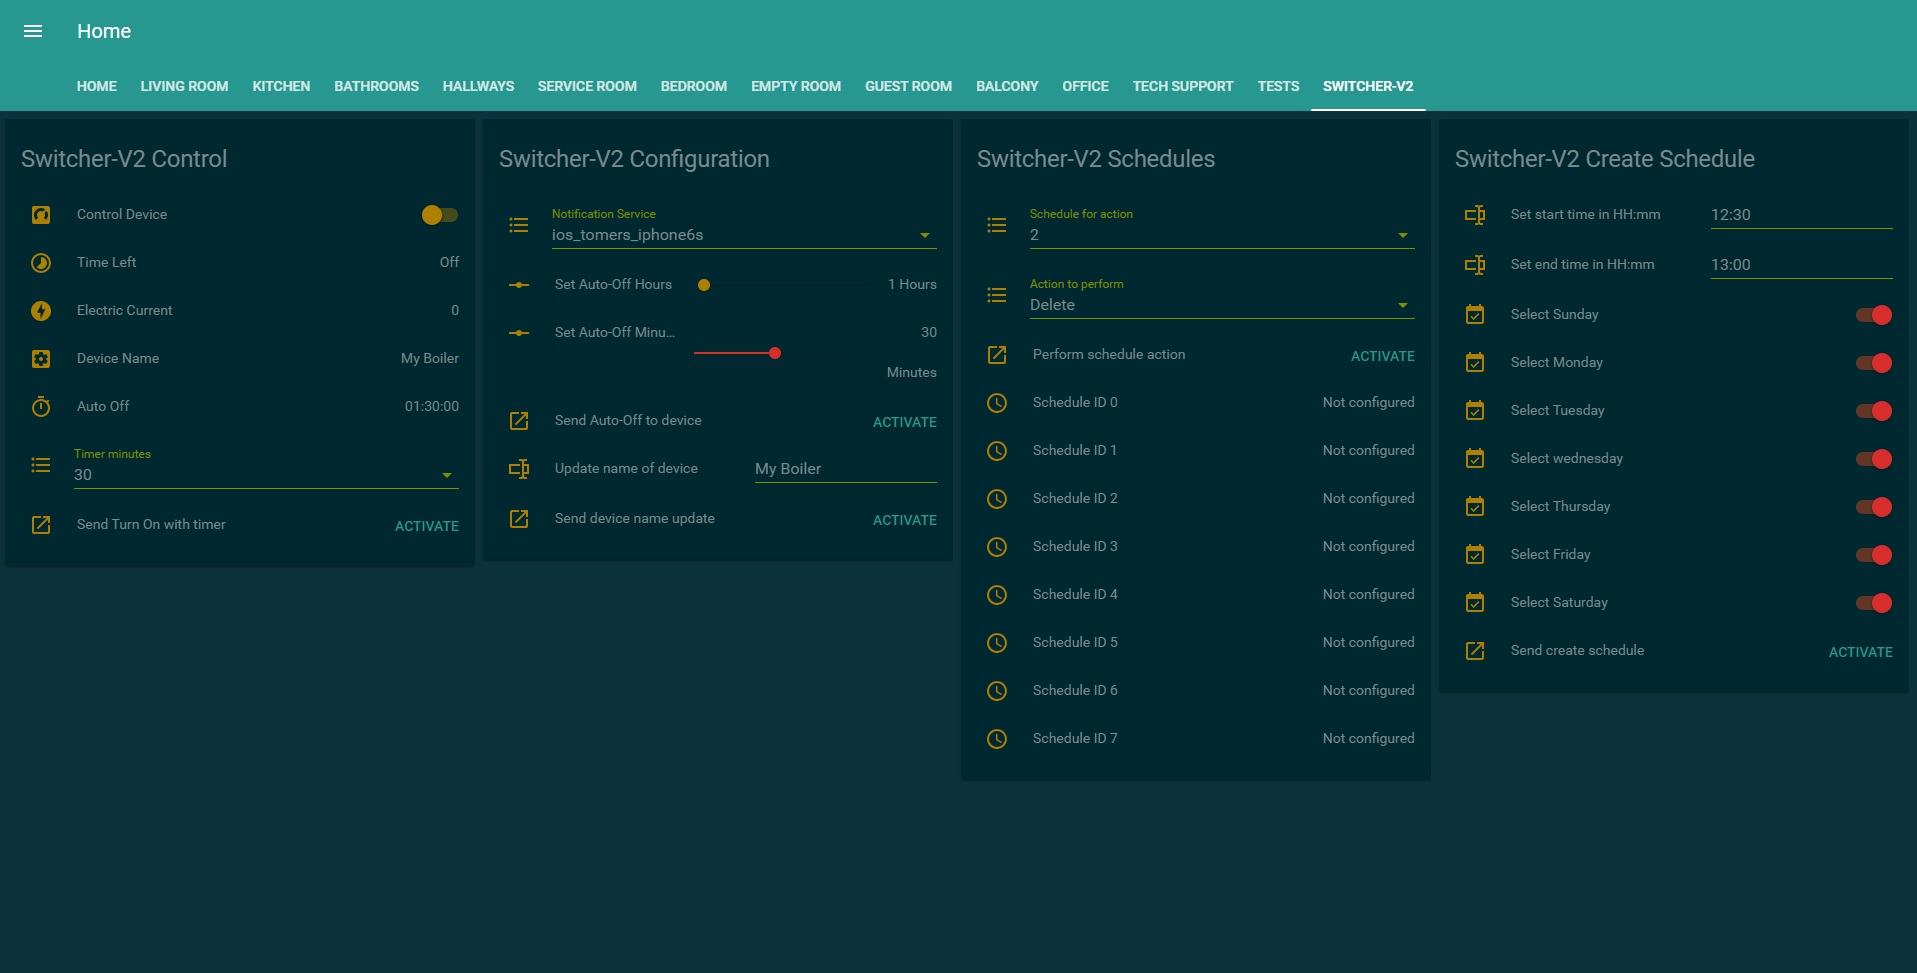 Home
HOME LIVING ROOM KITCHEN BATHROOMS HALLWAYS SERVICE ROOM BEDROOM EMPTY ROOM GUEST ROOM BALCONY OFFICE TECH SUPPORT TESTS SWITCHER-V2
Switcher-V2 Control
Control Device
Time Left Off
Electric Current 0
Device Name My Boiler
Auto Off 01:30:00
Timer minutes
30
Send Turn On with timer ACTIVATE
Switcher-V2 Configuration
Notification Service
ios_tomers_iphone6s
Set Auto-Off Hours 1 Hours
Set Auto-Off Minu... 30
Minutes
Send Auto-Off to device ACTIVATE
Update name of device My Boiler
Send device name update ACTIVATE
Switcher-V2 Schedules
Schedule for action
2
Action to perform
Delete
Perform schedule action ACTIVATE
Schedule ID 0 Not configured
Schedule ID 1 Not configured
Schedule ID 2 Not configured
Schedule ID 3 Not configured
Schedule ID 4 Not configured
Schedule ID 5 Not configured
Schedule ID 6 Not configured
Schedule ID 7 Not configured
Switcher-V2 Create Schedule
Set start time in HH:mm 12:30
Set end time in HH:mm 13:00
Select Sunday
Select Monday
Select Tuesday
Select wednesday
Select Thursday
Select Friday
Select Saturday
Send create schedule ACTIVATE